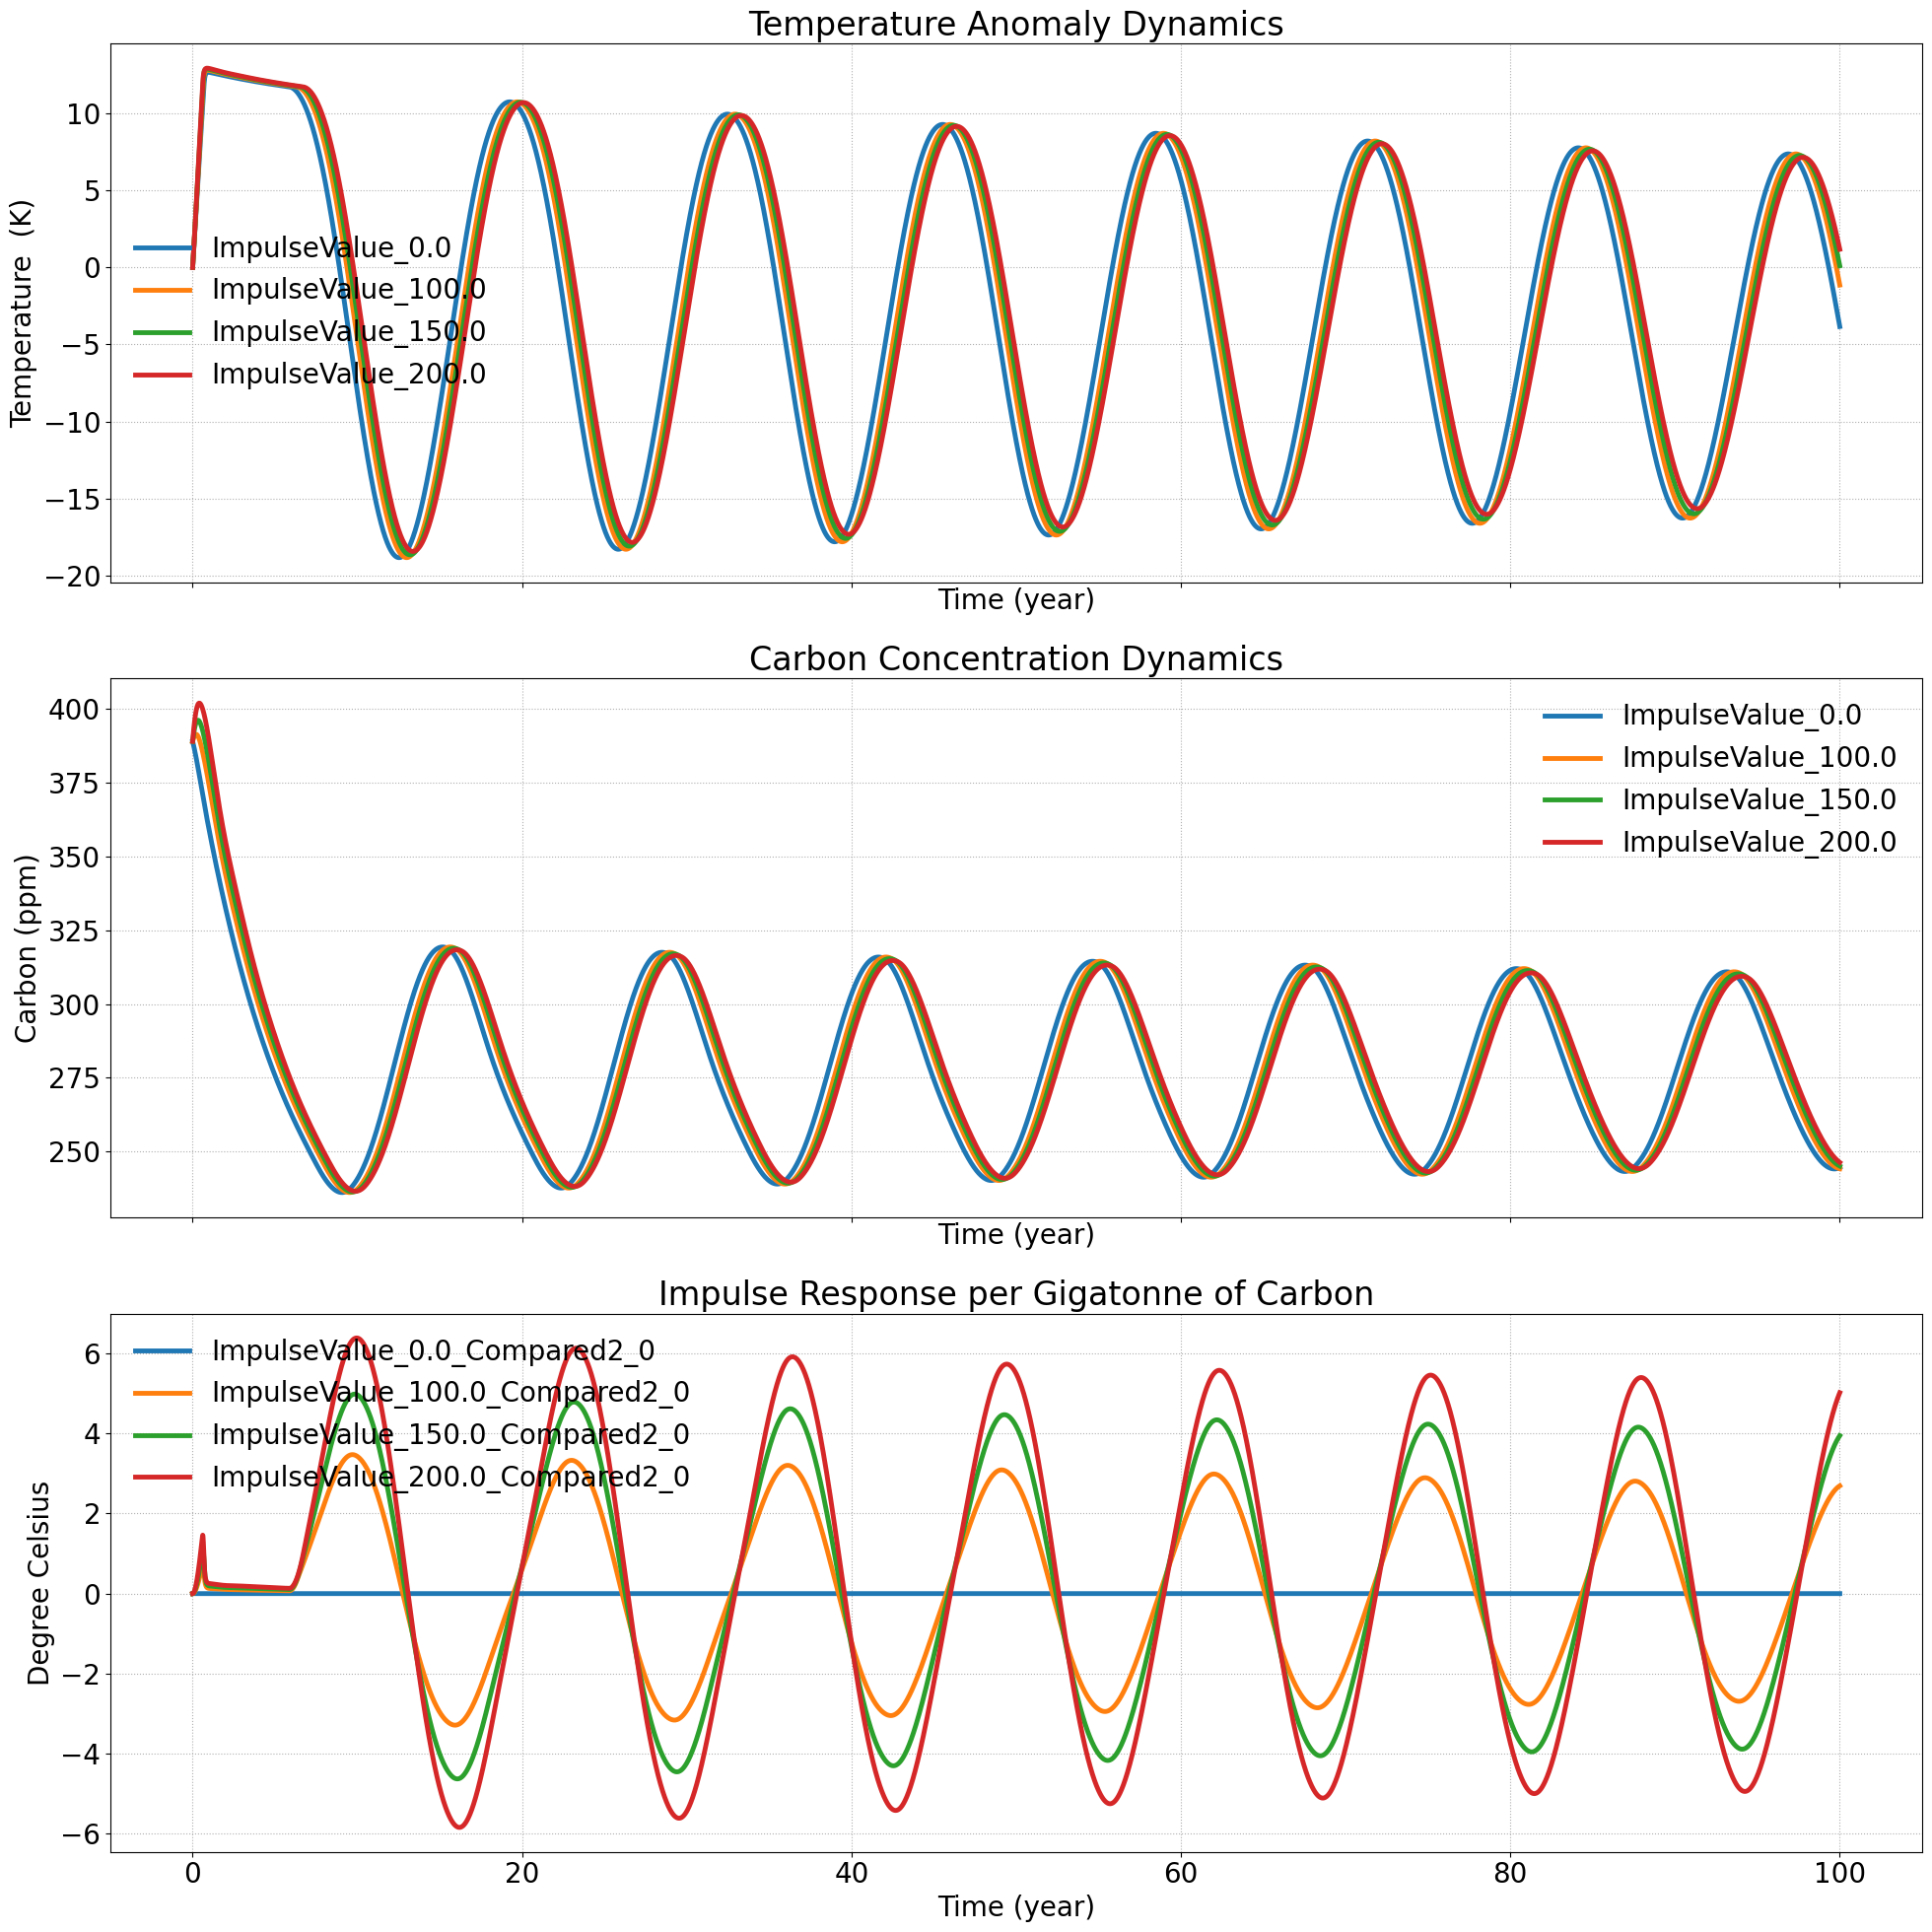 Temperature Anomaly Dynamics
Temperature (K)
10
5
0
−5
−10
−15
−20
ImpulseValue_0.0
ImpulseValue_100.0
ImpulseValue_150.0
ImpulseValue_200.0
Time (year)
Carbon Concentration Dynamics
Carbon (ppm)
400
375
350
325
300
275
250
ImpulseValue_0.0
ImpulseValue_100.0
ImpulseValue_150.0
ImpulseValue_200.0
Time (year)
Impulse Response per Gigatonne of Carbon
Degree Celsius
6
4
2
0
−2
−4
−6
ImpulseValue_0.0_Compared2_0
ImpulseValue_100.0_Compared2_0
ImpulseValue_150.0_Compared2_0
ImpulseValue_200.0_Compared2_0
0 20 40 60 80 100
Time (year)